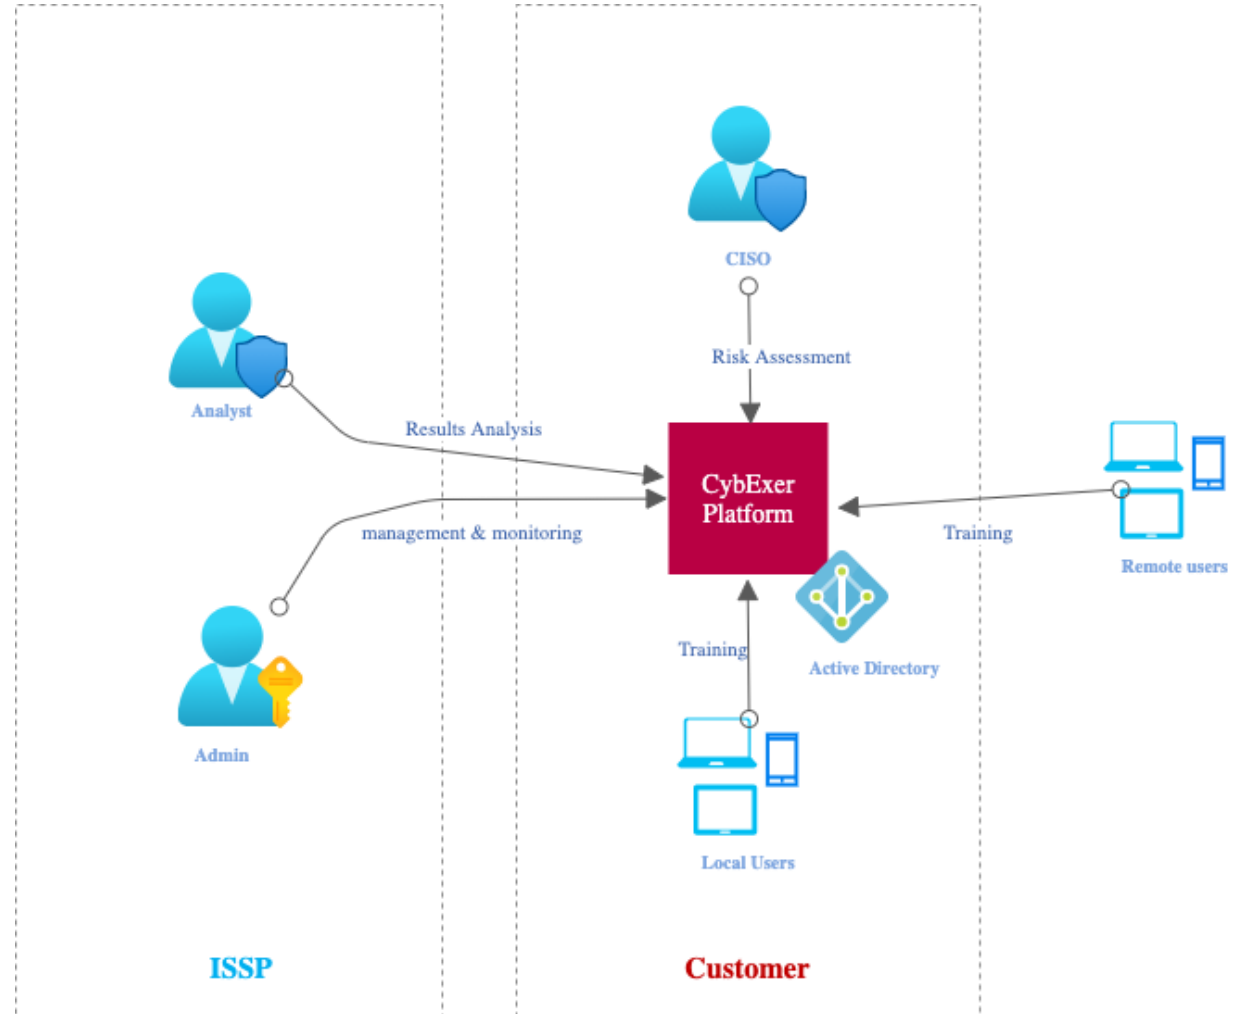 CISO
Risk Assessment
Analyst
Results Analysis
CybExer
Platform
management & monitoring
Training
Remote users
Training
Active Directory
Admin
Local Users
ISSP
Customer